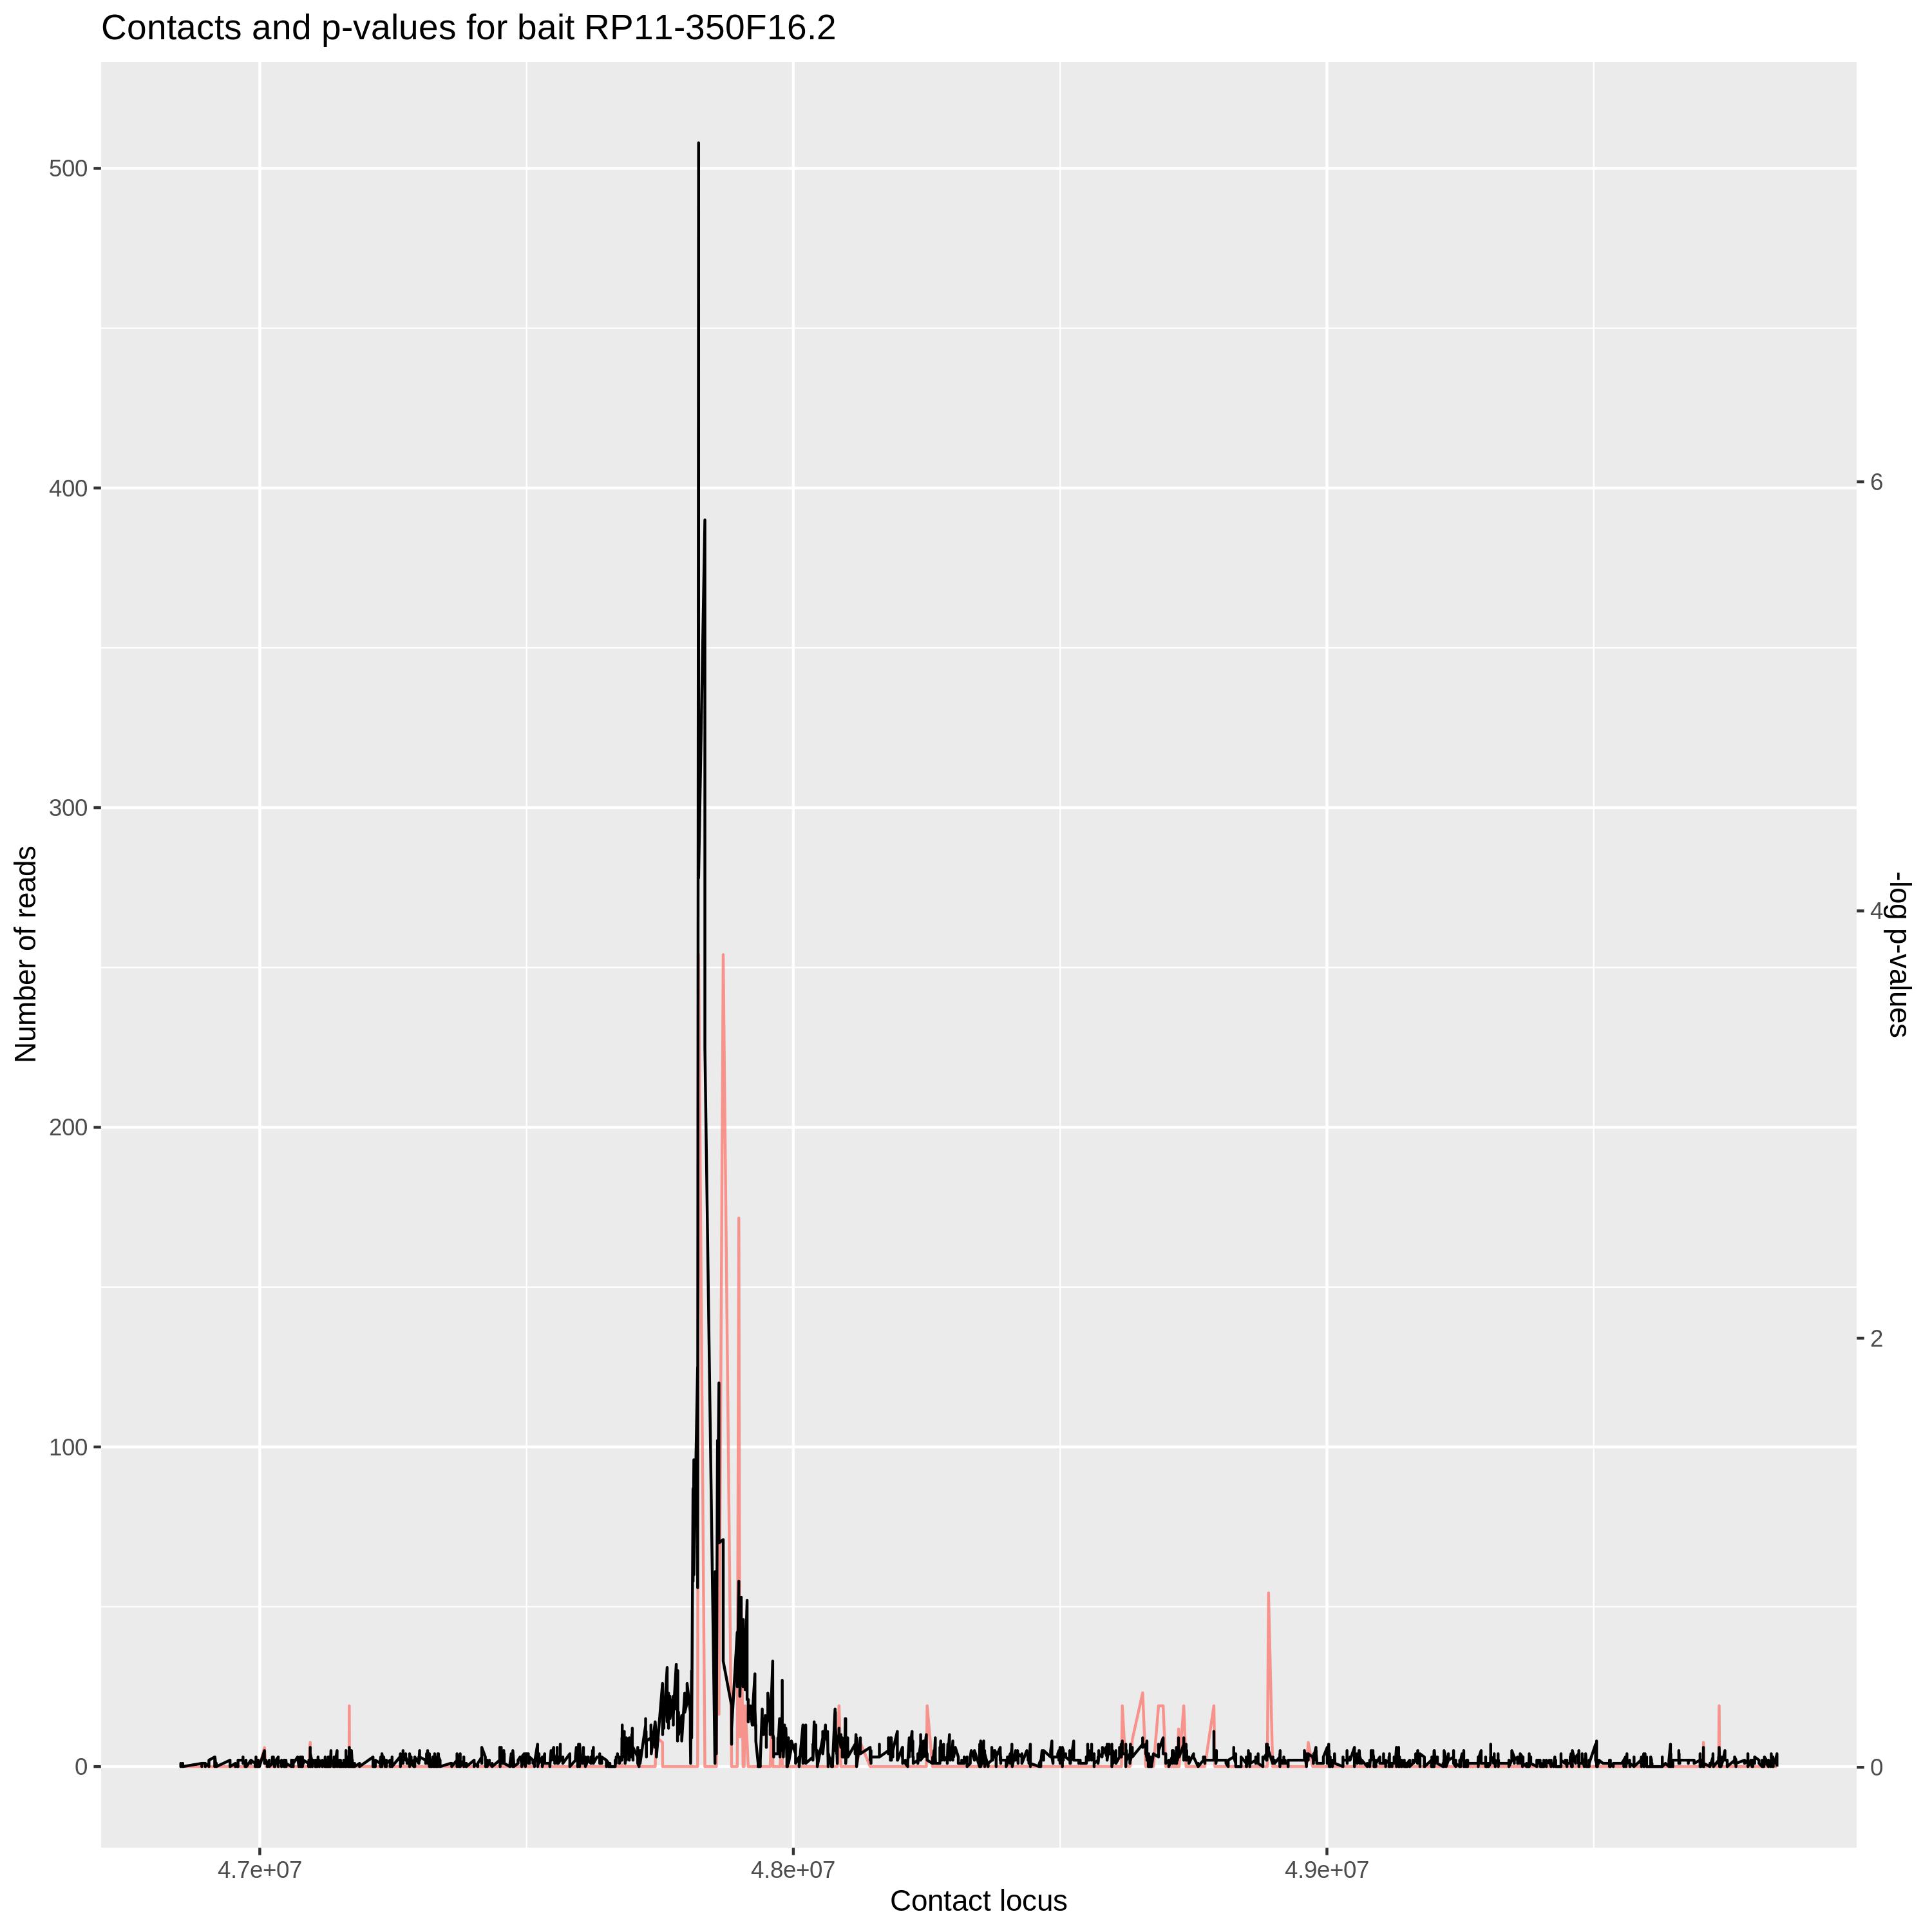 Contacts and p-values for bait RP11-350F16.2
500
400
300
200
100
0
Number of reads
6
4
2
0
-log p-values
4.7e+07
4.8e+07
4.9e+07
Contact locus